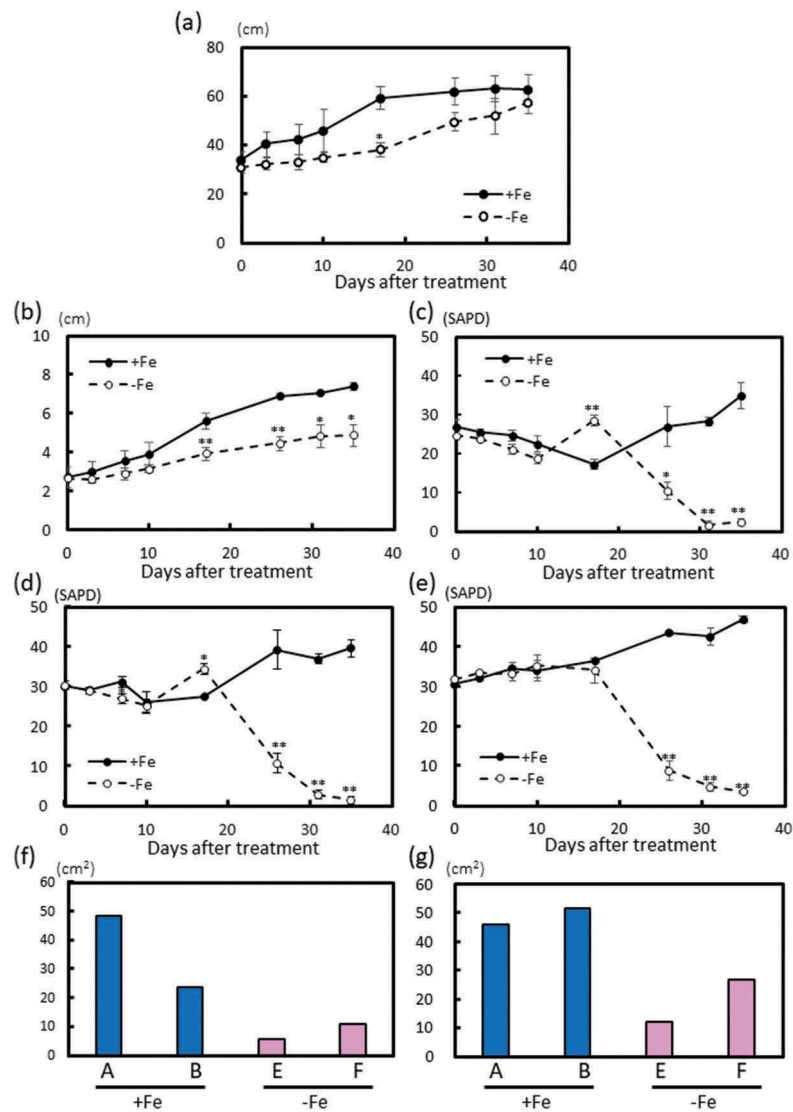 (a)
(cm)
80
60
40
20
0
*
+Fe
-Fe
0 10 20 30 40
Days after treatment
(b)
(cm)
10
8
6
4
2
0
+Fe
-Fe
** ** * *
0 10 20 30 40
Days after treatment
(c)
(SAPD)
50
40
30
20
10
0
+Fe
-Fe
** * ** **
0 10 20 30 40
Days after treatment
(d)
(SAPD)
50
40
30
20
10
0
* ** ** **
+Fe
-Fe
0 10 20 30 40
Days after treatment
(e)
(SAPD)
50
40
30
20
10
0
** ** **
+Fe
-Fe
0 10 20 30 40
Days after treatment
(f)
(cm²)
60
50
40
30
20
10
0
A B E F
+Fe -Fe
(g)
(cm²)
60
50
40
30
20
10
0
A B E F
+Fe -Fe